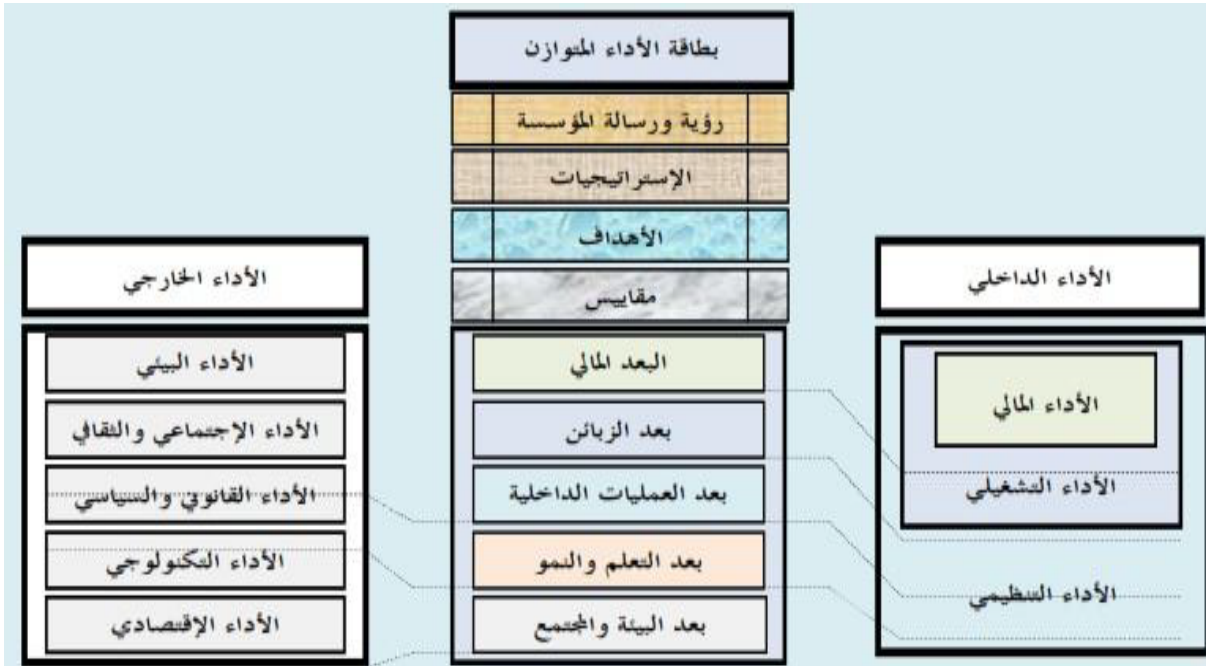 بطاقة الأداء المتوازن
رؤية ورسالة المؤسسة
الإستراتيجيات
الأهداف
مقاييس
الأداء الداخلي
الأداء المالي
الأداء التشغيلي
الأداء التنظيمي
البعد المالي
بعد الزبائن
بعد العمليات الداخلية
بعد التعلم والنمو
بعد البيئة والمجتمع
الأداء الخارجي
الأداء البيئي
الأداء الإجتماعي والثقافي
الأداء القانوني والسياسي
الأداء التكنولوجي
الأداء الإقتصادي